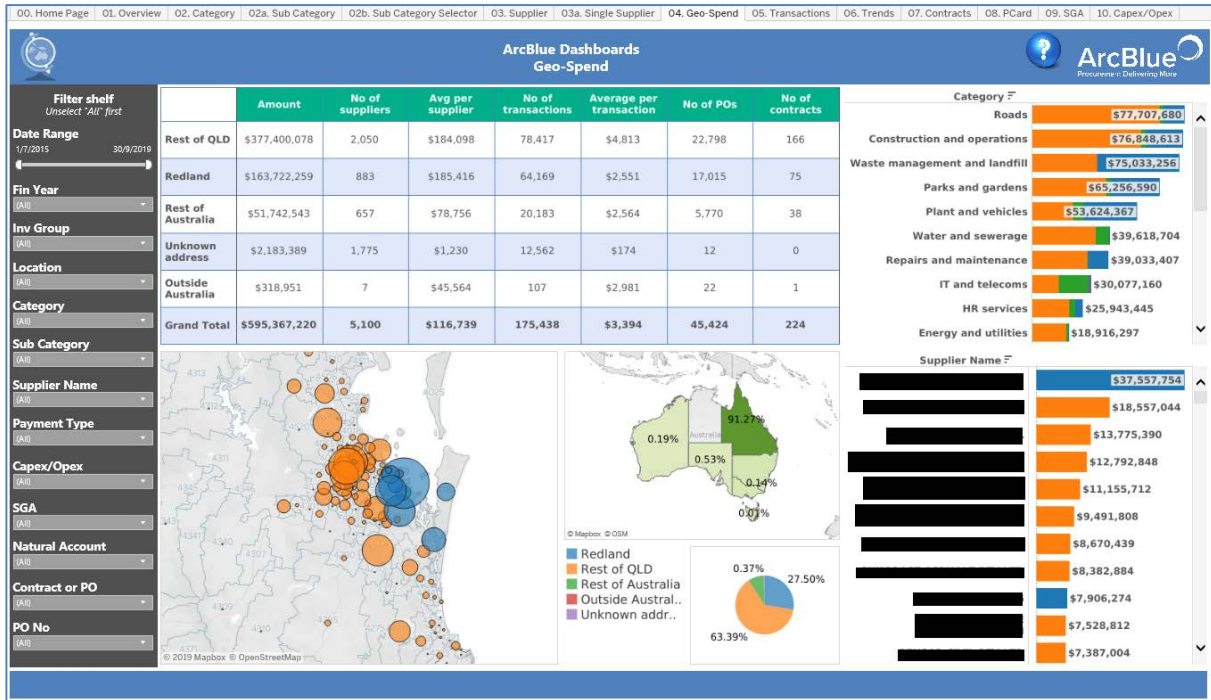 00. Home Page 01. Overview 02. Category 02a. Sub Category 02b. Sub Category Selector 03. Supplier 03a. Single Supplier 04. Geo-Spend 05. Transactions 06. Trends 07. Contracts 08. PCard 09. SGA 10. Capex/Opex
ArcBlue Dashboards
Geo-Spend
?
ArcBlue
Procurement Delivering More
Filter shelf
Unselect "All" first
Date Range
1/7/2015 30/9/2019
Fin Year
(All)
Inv Group
(All)
Location
(All)
Category
(All)
Sub Category
(All)
Supplier Name
(All)
Payment Type
(All)
Capex/Opex
(All)
SGA
(All)
Natural Account
(All)
Contract or PO
(All)
PO No
(All)
Amount No of suppliers Avg per supplier No of transactions Average per transaction No of POs No of contracts
Rest of QLD $377,400,078 2,050 $184,098 78,417 $4,813 22,798 166
Redland $163,722,259 883 $185,416 64,169 $2,551 17,015 75
Rest of Australia $51,742,543 657 $78,756 20,183 $2,564 5,770 38
Unknown address $2,183,389 1,775 $1,230 12,562 $174 12 0
Outside Australia $318,951 7 $45,564 107 $2,981 22 1
Grand Total $595,367,220 5,100 $116,739 175,438 $3,394 45,424 224
Category
Roads $77,707,680
Construction and operations $76,848,613
Waste management and landfill $75,033,256
Parks and gardens $65,256,590
Plant and vehicles $53,624,367
Water and sewerage $39,618,704
Repairs and maintenance $39,033,407
IT and telecoms $30,077,160
HR services $25,943,445
Energy and utilities $18,916,297
Supplier Name
$37,557,754
$18,557,044
$13,775,390
$12,792,848
$11,155,712
$9,491,808
$8,670,439
$8,382,884
$7,906,274
$7,528,812
$7,387,004
4313
4311
4341
4340
4307
4310
© 2019 Mapbox © OpenStreetMap
91.27%
Australia
0.19%
0.53%
0.14%
0.01%
© Mapbox © OSM
Redland
Rest of QLD
Rest of Australia
Outside Austral..
Unknown addr..
0.37%
27.50%
63.39%